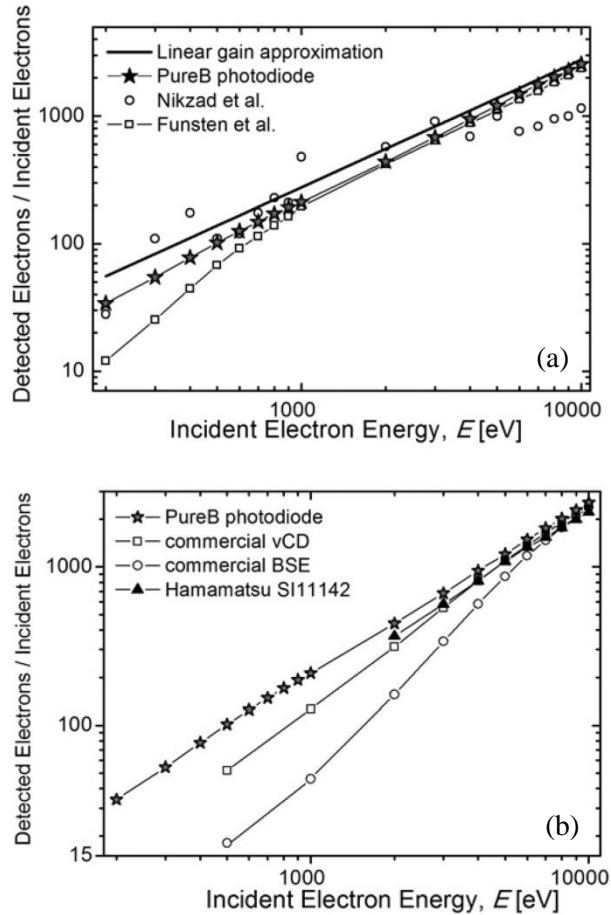 Linear gain approximation
PureB photodiode
Nikzad et al.
Funsten et al.
Detected Electrons / Incident Electrons
1000
100
10
(a)
1000
10000
Incident Electron Energy, E [eV]
PureB photodiode
commercial vCD
commercial BSE
Hamamatsu SI11142
Detected Electrons / Incident Electrons
1000
100
15
(b)
1000
10000
Incident Electron Energy, E [eV]